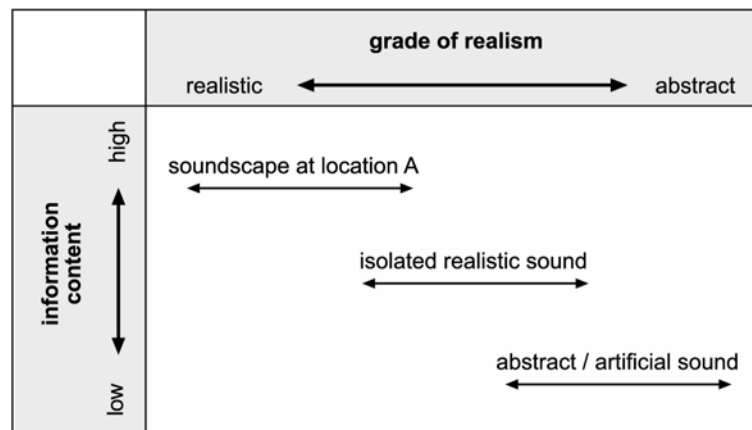 grade of realism
realistic
abstract
information
content
high
low
soundscape at location A
isolated realistic sound
abstract / artificial sound